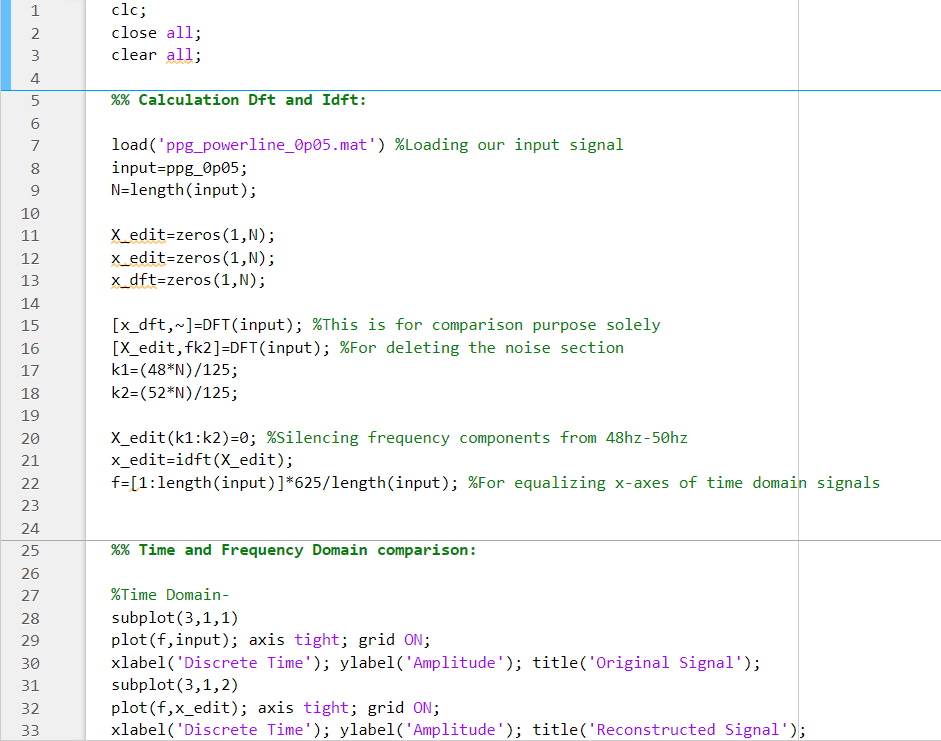 1 clc;
2 close all;
3 clear all;
4
5 %% Calculation Dft and Idft:
6
7 load('ppg_powerline_0p05.mat') %Loading our input signal
8 input=ppg_0p05;
9 N=length(input);
10
11 X_edit=zeros(1,N);
12 x_edit=zeros(1,N);
13 x_dft=zeros(1,N);
14
15 [x_dft,~]=DFT(input); %This is for comparison purpose solely
16 [X_edit,fk2]=DFT(input); %For deleting the noise section
17 k1=(48*N)/125;
18 k2=(52*N)/125;
19
20 X_edit(k1:k2)=0; %Silencing frequency components from 48hz-50hz
21 x_edit=idft(X_edit);
22 f=[1:length(input)]*625/length(input); %For equalizing x-axes of time domain signals
23
24
25 %% Time and Frequency Domain comparison:
26
27 %Time Domain-
28 subplot(3,1,1)
29 plot(f,input); axis tight; grid ON;
30 xlabel('Discrete Time'); ylabel('Amplitude'); title('Original Signal');
31 subplot(3,1,2)
32 plot(f,x_edit); axis tight; grid ON;
33 xlabel('Discrete Time'); ylabel('Amplitude'); title('Reconstructed Signal');